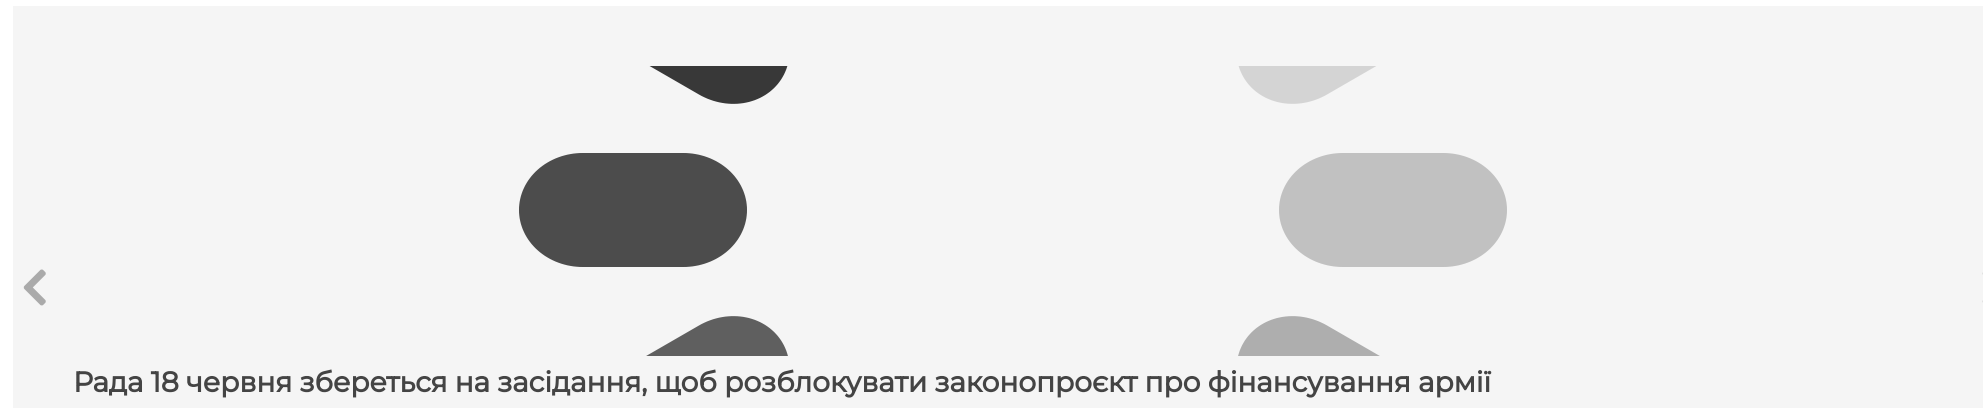 Рада 18 червня збереться на засідання, щоб розблокувати законопроєкт про фінансування армії